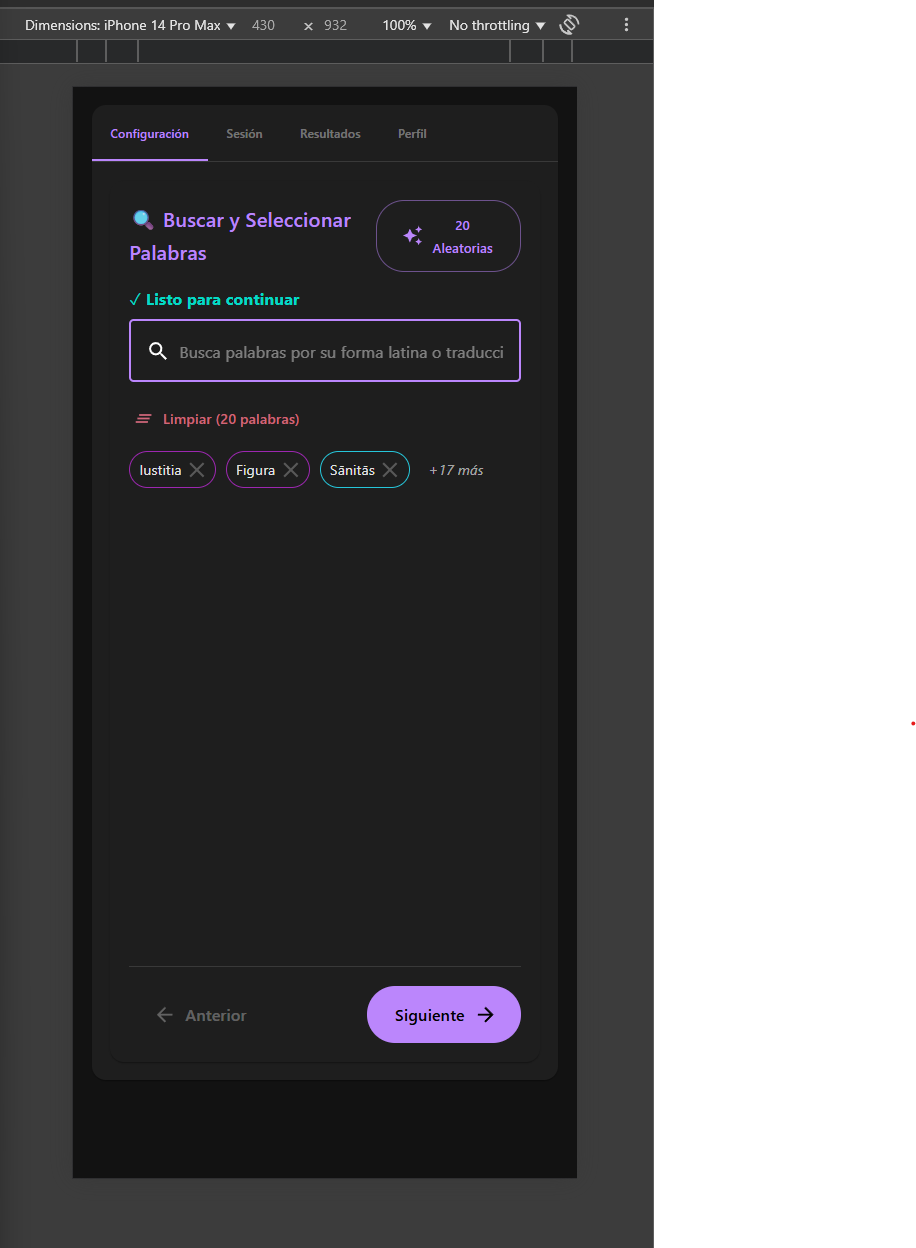 Dimensions: iPhone 14 Pro Max ▼ 430 × 932 100% ▼ No throttling ▼
Configuración Sesión Resultados Perfil
🔍 Buscar y Seleccionar
Palabras
20
Aleatorias
✓ Listo para continuar
Busca palabras por su forma latina o traducci
Limpiar (20 palabras)
Iustitia Figura Sānitās +17 más
Anterior Siguiente